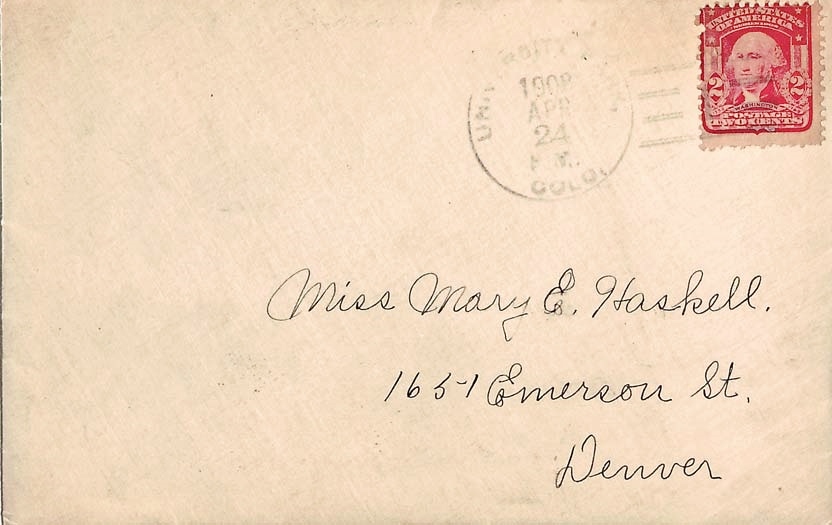 UNITED STATES
OF AMERICA
2 2
WASHINGTON
POSTAGE
TWO CENTS
1908
APR
24
COLO.
Miss Mary E. Haskell.
1651 Emerson St.
Denver